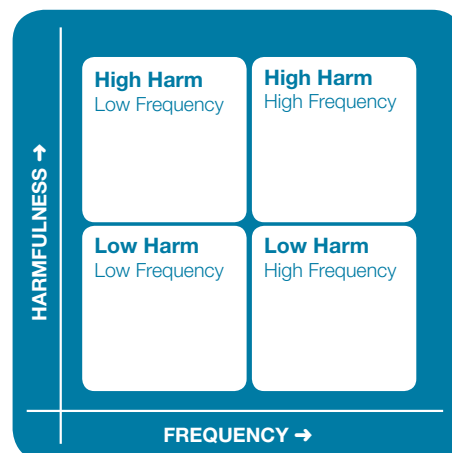 High Harm
Low Frequency
High Harm
High Frequency
Low Harm
Low Frequency
Low Harm
High Frequency
HARMFULNESS ➔
FREQUENCY ➔